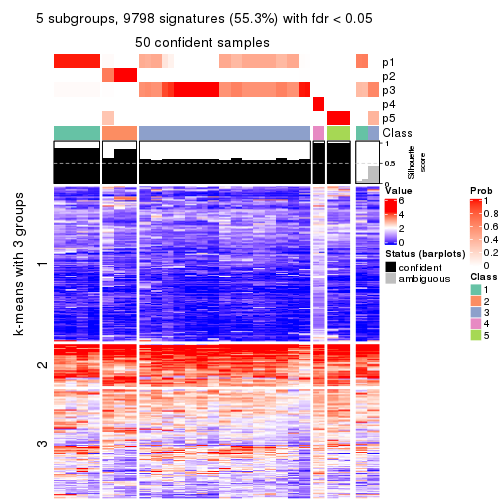 5 subgroups, 9798 signatures (55.3%) with fdr < 0.05
50 confident samples
p1
p2
p3
p4
p5
Class
1
0.5
0
Silhouette
score
k-means with 3 groups
1
2
3
Value
6
4
2
0
Status (barplots)
confident
ambiguous
Prob
1
0.8
0.6
0.4
0.2
0
Class
1
2
3
4
5